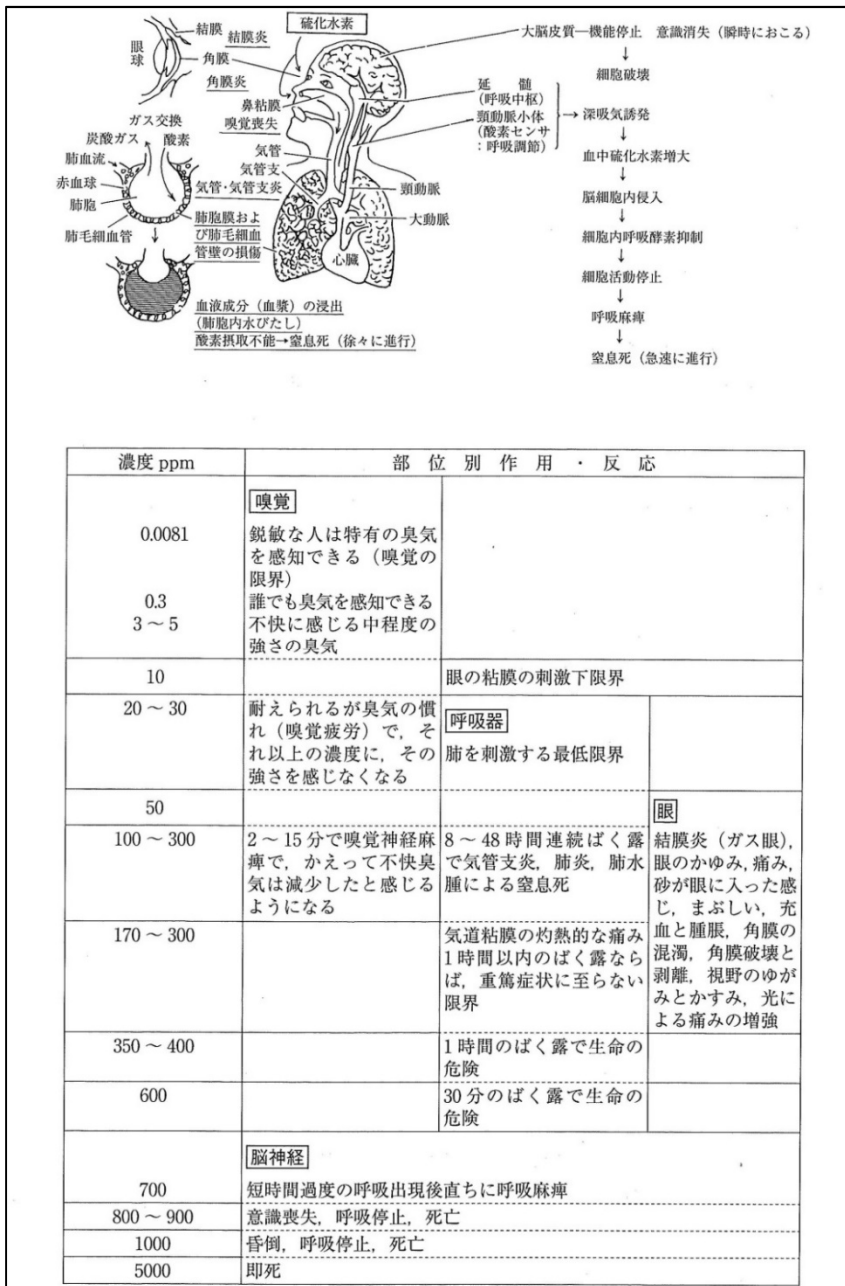 硫化水素
結膜 結膜炎
眼球
角膜
角膜炎
鼻粘膜
嗅覚喪失
ガス交換
炭酸ガス 酸素
肺血流
赤血球
肺胞
肺毛細血管
気管
気管支
気管・気管支炎
肺胞膜およ
び肺毛細血
管壁の損傷
頸動脈
大動脈
心臓
血液成分（血漿）の浸出
(肺胞内水びたし)
酸素摂取不能→窒息死（徐々に進行）
大脳皮質―機能停止 意識消失（瞬時におこる）
↓
細胞破壊
延髄
(呼吸中枢)
頸動脈小体
(酸素センサ
：呼吸調節)
→深吸気誘発
↓
血中硫化水素増大
↓
脳細胞内侵入
↓
細胞内呼吸酵素抑制
↓
細胞活動停止
↓
呼吸麻痺
↓
窒息死（急速に進行）
濃度 ppm 部位別作用・反応
嗅覚
0.0081 鋭敏な人は特有の臭気
を感知できる（嗅覚の
限界）
0.3 誰でも臭気を感知できる
3～5 不快に感じる中程度の
強さの臭気
10 眼の粘膜の刺激下限界
20～30 耐えられるが臭気の慣
れ（嗅覚疲労）で，そ
れ以上の濃度に，その
強さを感じなくなる
呼吸器
肺を刺激する最低限界
50
眼
100～300 2～15分で嗅覚神経麻
痺で，かえって不快臭
気は減少したと感じる
ようになる
8～48時間連続ばく露
で気管支炎，肺炎，肺水
腫による窒息死
結膜炎（ガス眼），
眼のかゆみ，痛み，
砂が眼に入った感
じ，まぶしい，充
血と腫脹，角膜の
混濁，角膜破壊と
剥離，視野のゆが
みとかすみ，光に
よる痛みの増強
170～300 気道粘膜の灼熱的な痛み
1時間以内のばく露なら
ば，重篤症状に至らない
限界
350～400 1時間のばく露で生命の
危険
600 30分のばく露で生命の
危険
脳神経
700 短時間過度の呼吸出現後直ちに呼吸麻痺
800～900 意識喪失，呼吸停止，死亡
1000 昏倒，呼吸停止，死亡
5000 即死